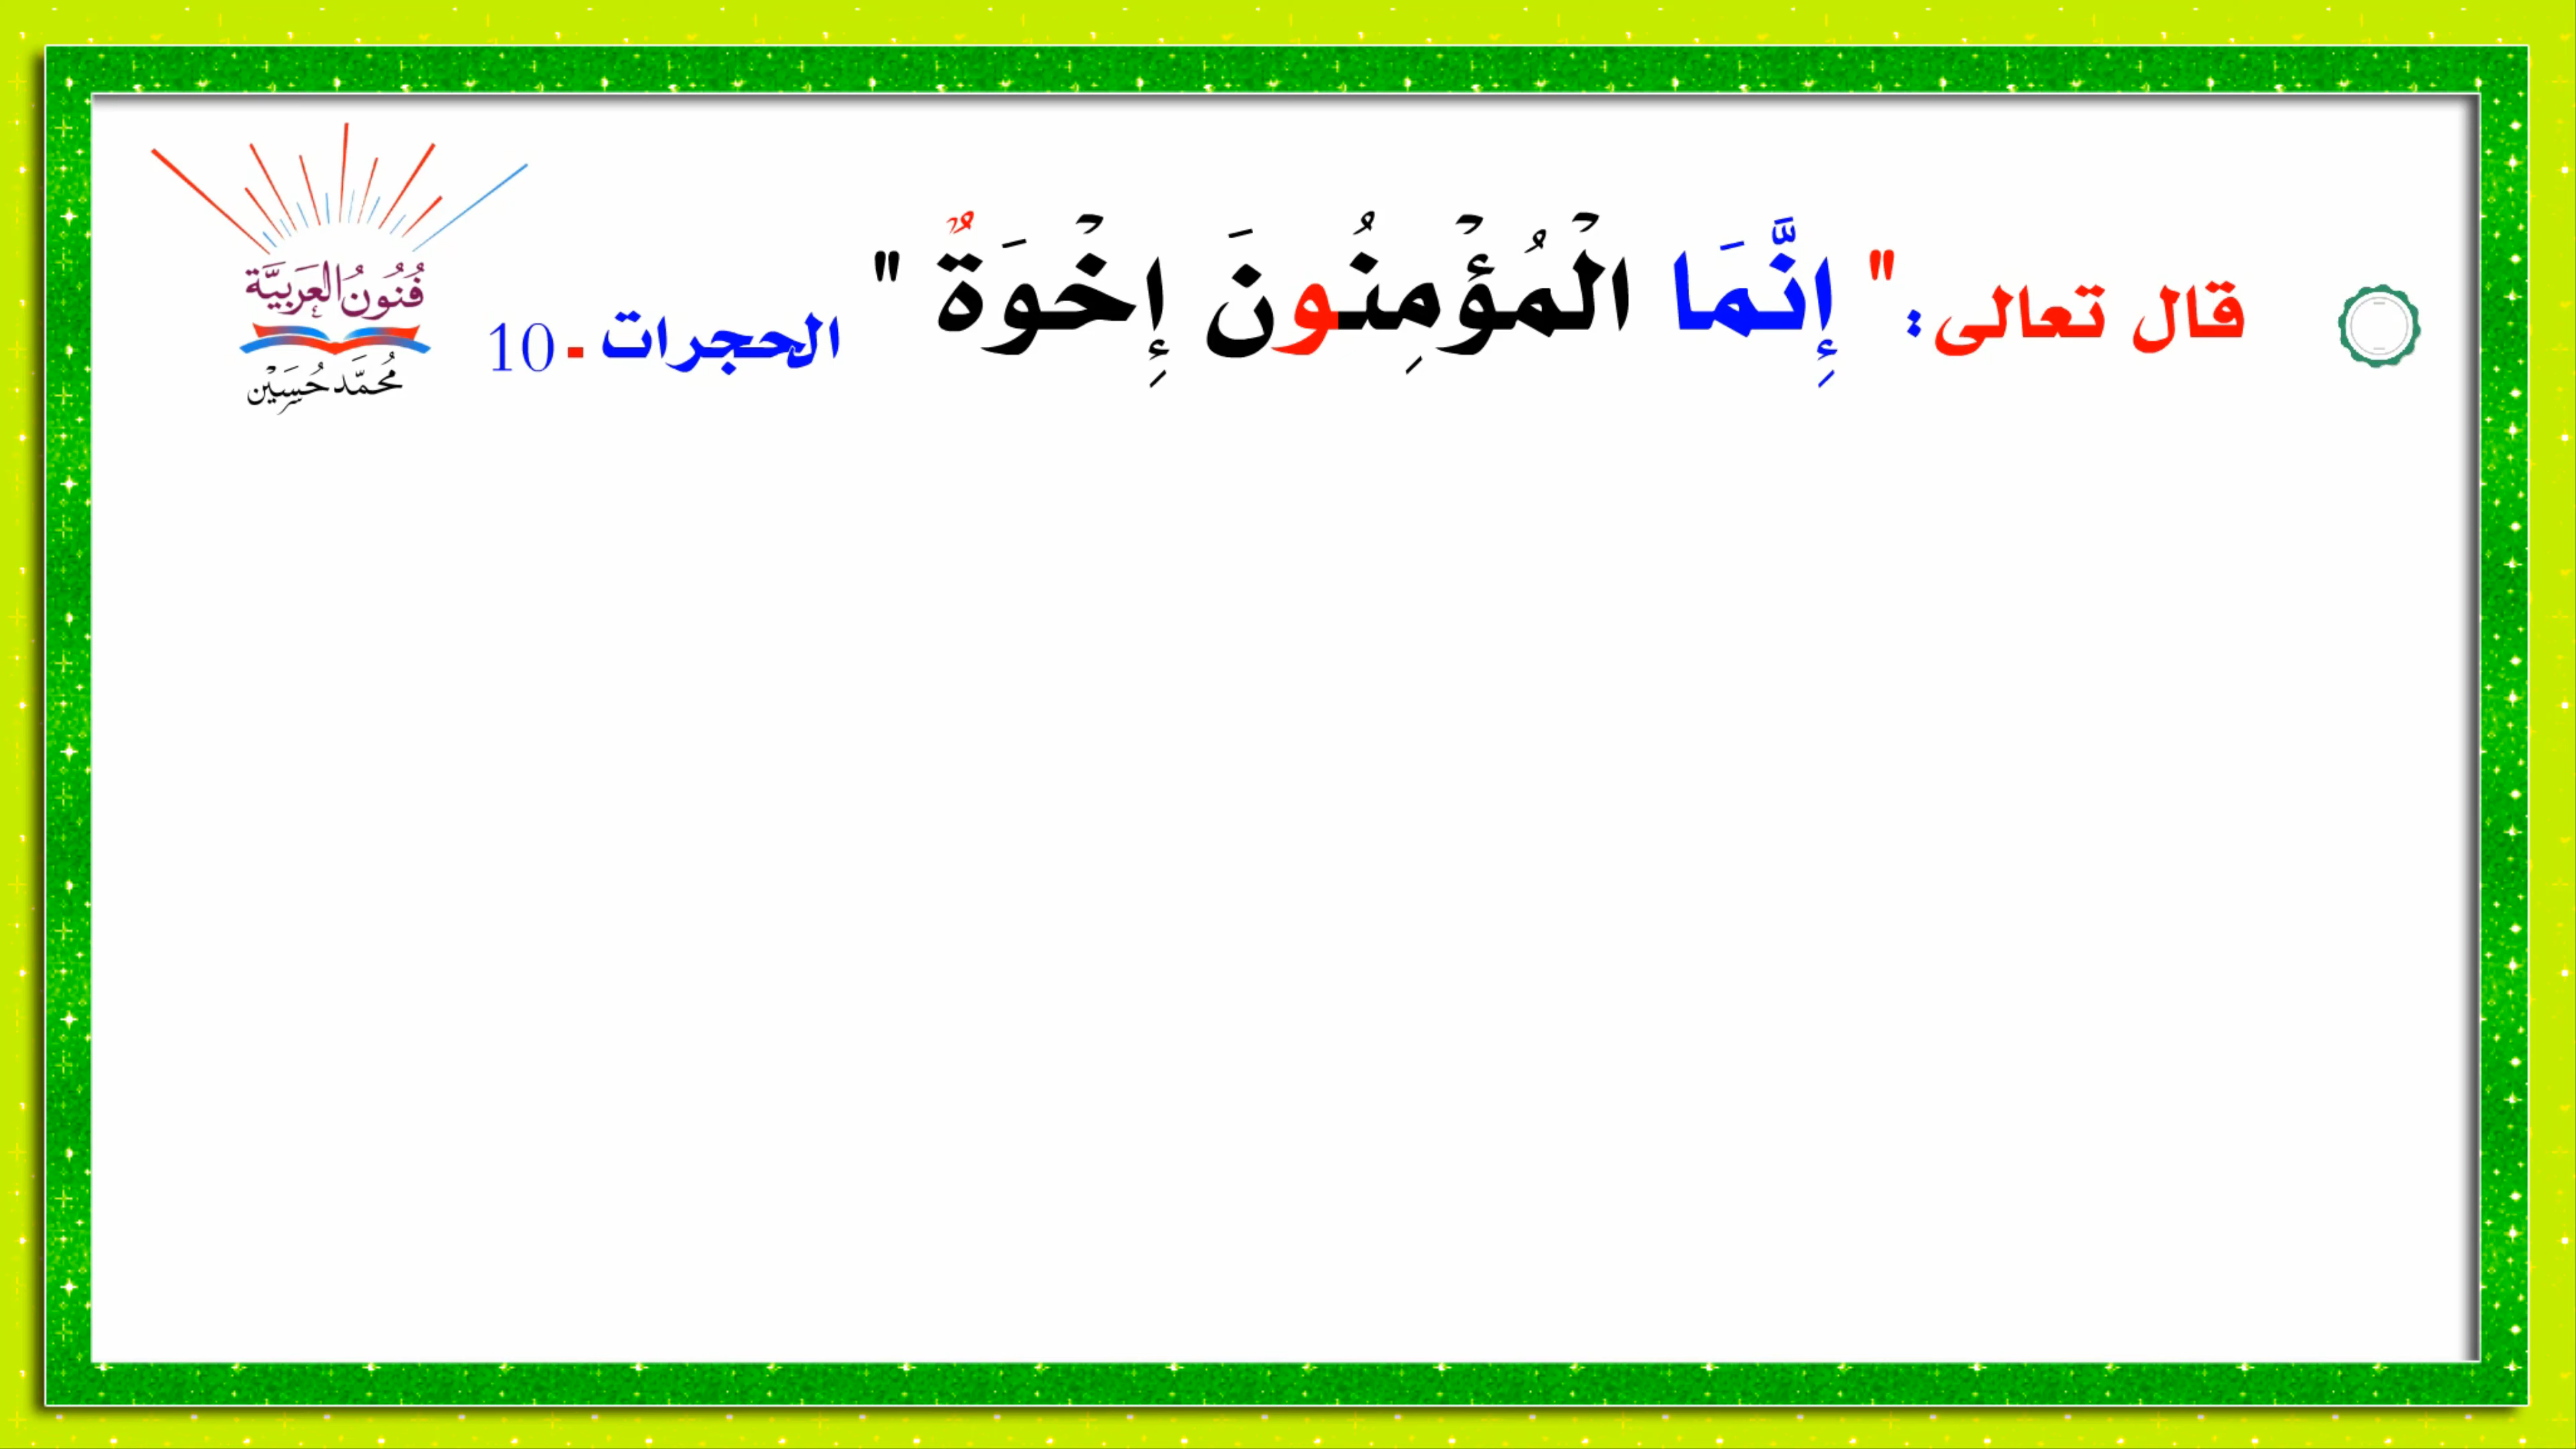 قال تعالى: " إِنَّمَا الْمُؤْمِنُونَ إِخْوَةٌ " الحجرات - 10
فُنُونُ العَرَبِيَّة
مُحَمَّد حُسَيْن